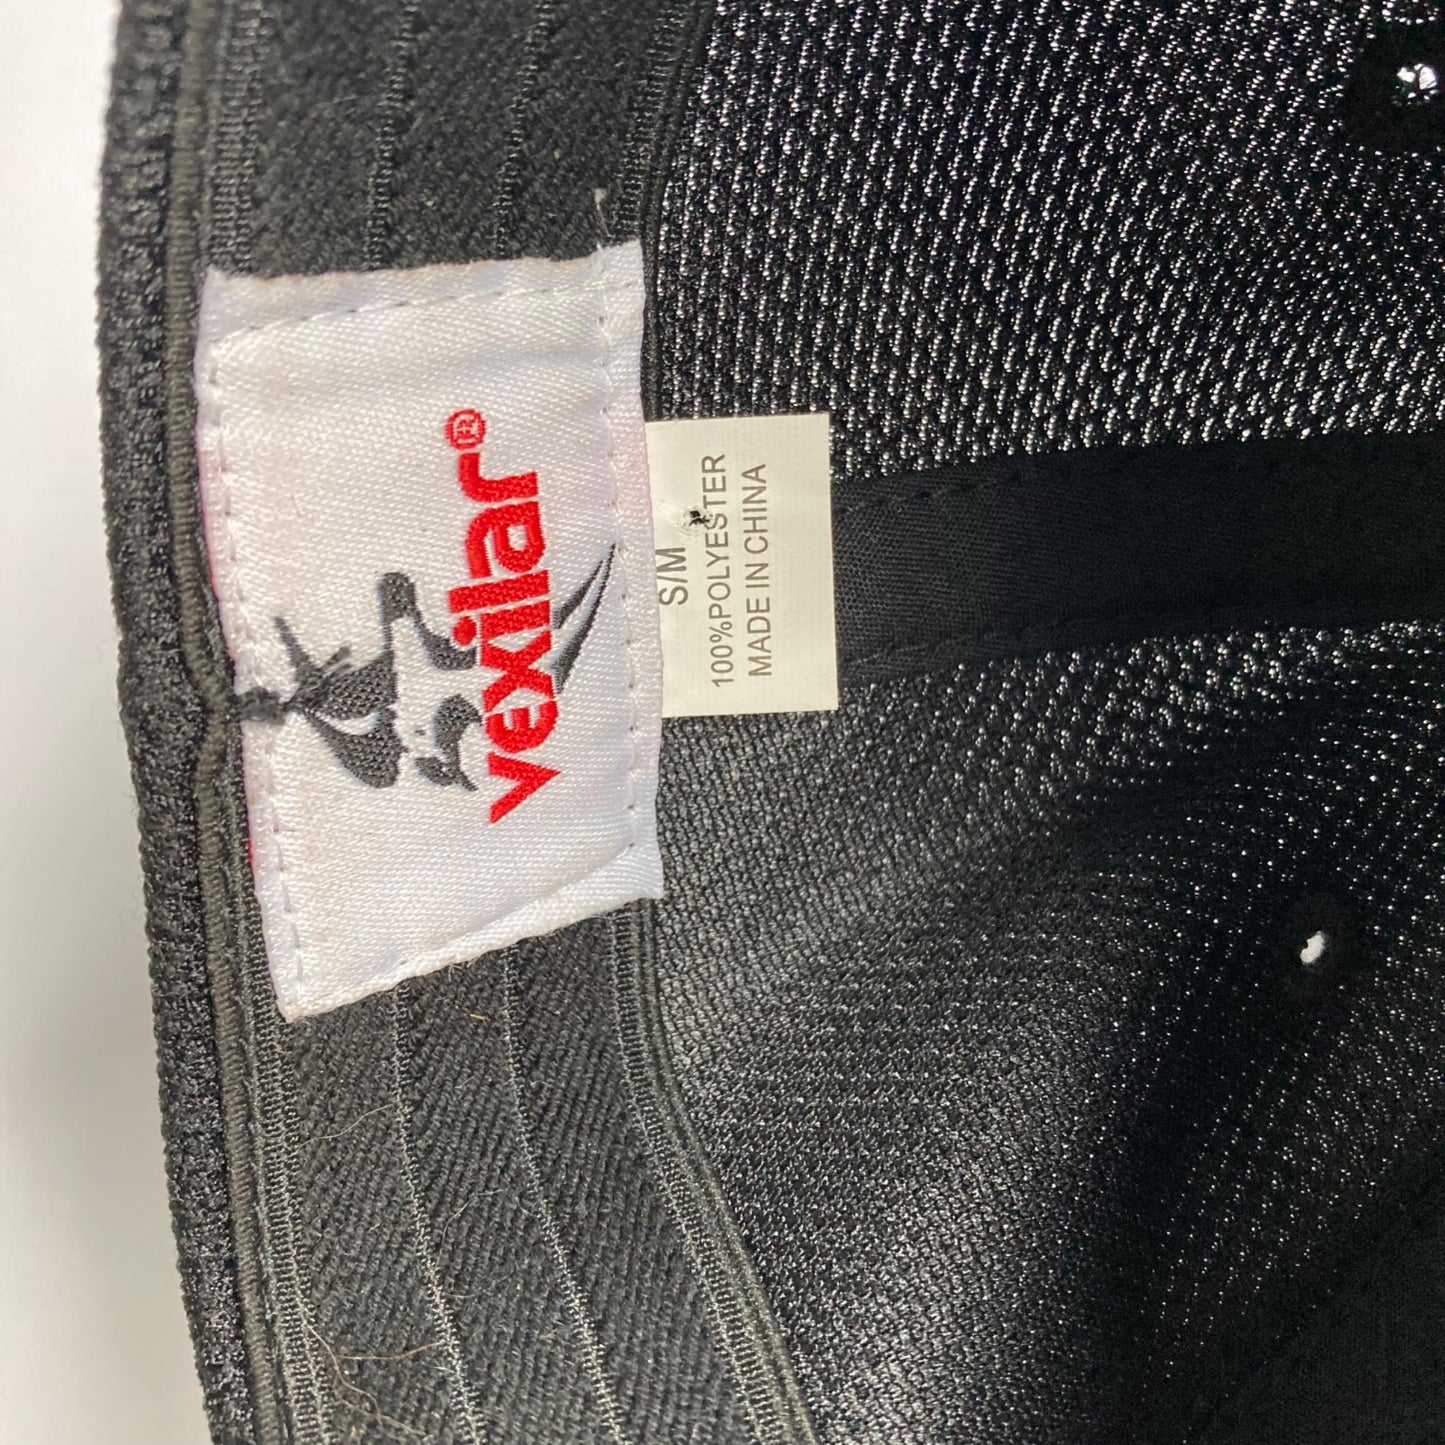 vexilar®
S/M
100%POLYESTER
MADE IN CHINA